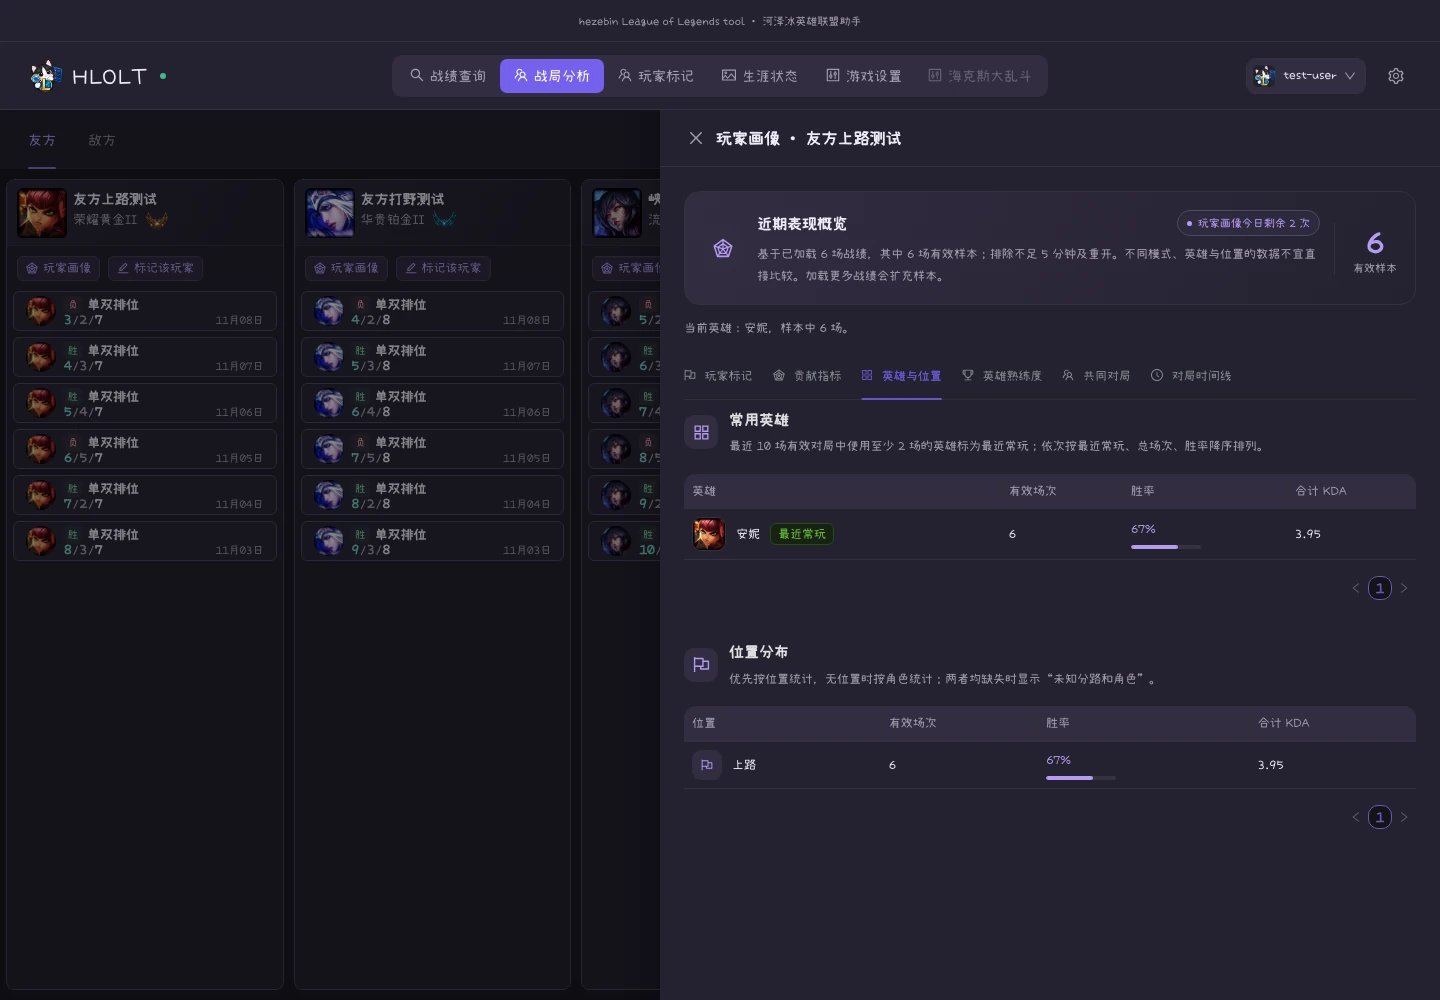 hezebin League of Legends tool · 河泽冰英雄联盟助手
HLOLT
战绩查询
战局分析
玩家标记
生涯状态
游戏设置
海克斯大乱斗
test-user
友方
敌方
玩家画像 · 友方上路测试
友方上路测试
荣耀黄金II
玩家画像
标记该玩家
负 单双排位
3/2/7 11月08日
胜 单双排位
4/3/7 11月07日
胜 单双排位
5/4/7 11月06日
负 单双排位
6/5/7 11月05日
胜 单双排位
7/2/7 11月04日
胜 单双排位
8/3/7 11月03日
友方打野测试
华贵铂金II
玩家画像
标记该玩家
负 单双排位
4/2/8 11月08日
胜 单双排位
5/3/8 11月07日
胜 单双排位
6/4/8 11月06日
负 单双排位
7/5/8 11月05日
胜 单双排位
8/2/8 11月04日
胜 单双排位
9/3/8 11月03日
流
玩家画
负
5/2
胜
6/3
胜
7/4
负
8/5
胜
9/2
胜
10/
近期表现概览
玩家画像今日剩余 2 次
基于已加载 6 场战绩，其中 6 场有效样本；排除不足 5 分钟及重开。不同模式、英雄与位置的数据不宜直
接比较。加载更多战绩会扩充样本。
6
有效样本
当前英雄：安妮，样本中 6 场。
玩家标记
贡献指标
英雄与位置
英雄熟练度
共同对局
对局时间线
常用英雄
最近 10 场有效对局中使用至少 2 场的英雄标为最近常玩；依次按最近常玩、总场次、胜率降序排列。
英雄 有效场次 胜率 合计 KDA
安妮 最近常玩 6 67% 3.95
1
位置分布
优先按位置统计，无位置时按角色统计；两者均缺失时显示“未知分路和角色”。
位置 有效场次 胜率 合计 KDA
上路 6 67% 3.95
1